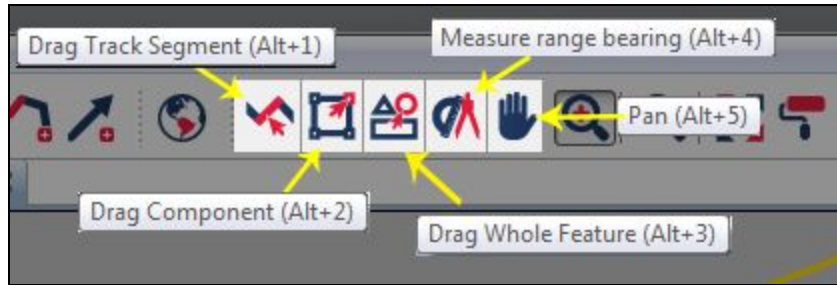 Drag Track Segment (Alt+1)
Measure range bearing (Alt+4)
Pan (Alt+5)
Drag Component (Alt+2)
Drag Whole Feature (Alt+3)